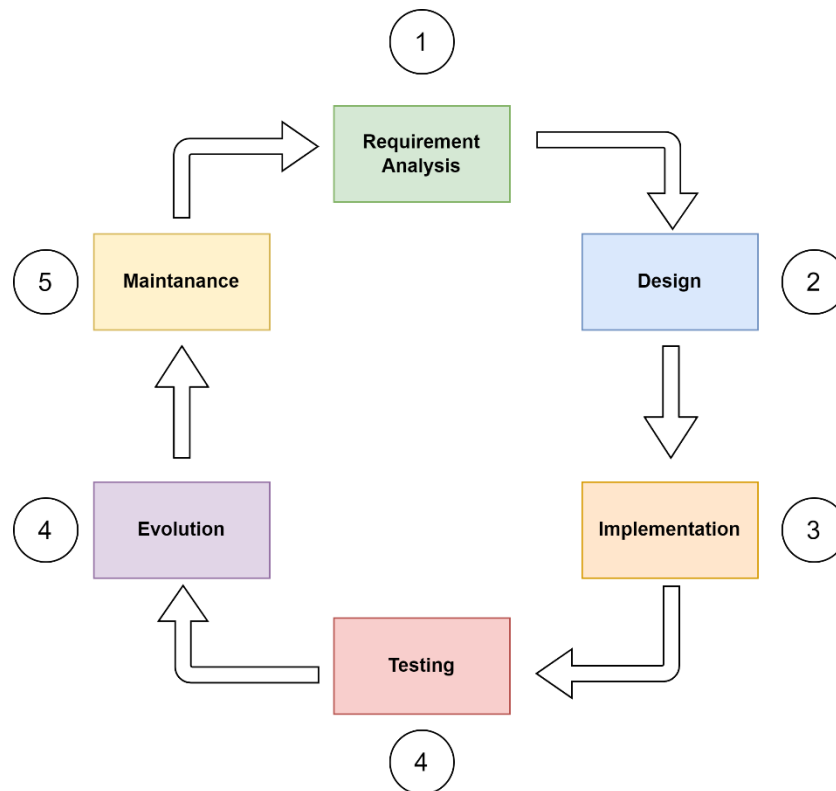 1
Requirement
Analysis
Design
2
Implementation
3
Testing
4
Evolution
4
Maintanance
5